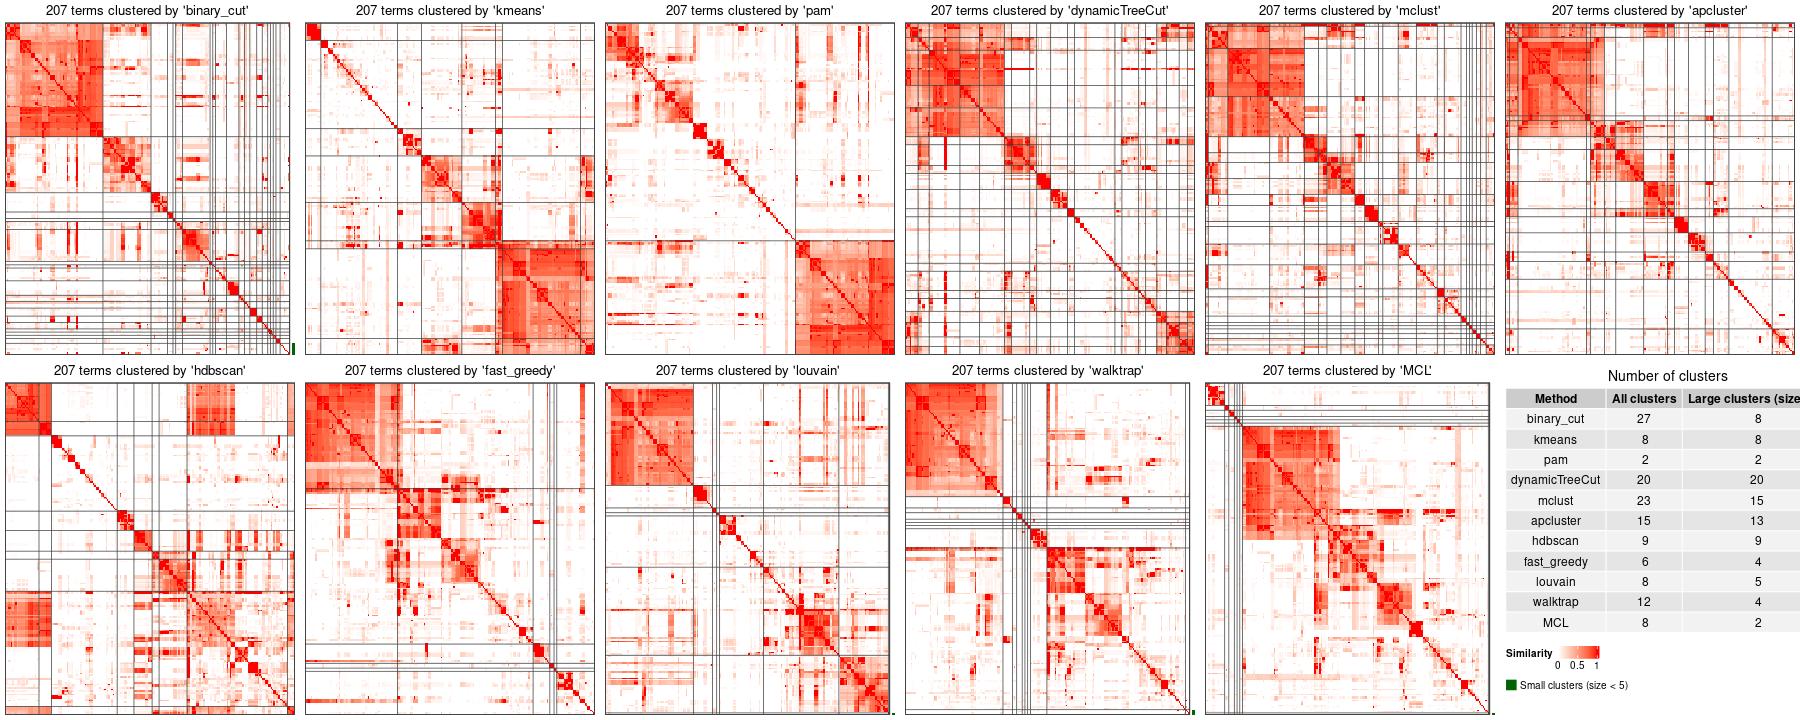 207 terms clustered by 'binary_cut'
207 terms clustered by 'kmeans'
207 terms clustered by 'pam'
207 terms clustered by 'dynamicTreeCut'
207 terms clustered by 'mclust'
207 terms clustered by 'apcluster'
207 terms clustered by 'hdbscan'
207 terms clustered by 'fast_greedy'
207 terms clustered by 'louvain'
207 terms clustered by 'walktrap'
207 terms clustered by 'MCL'
Number of clusters
Method All clusters Large clusters (size
binary_cut 27 8
kmeans 8 8
pam 2 2
dynamicTreeCut 20 20
mclust 23 15
apcluster 15 13
hdbscan 9 9
fast_greedy 6 4
louvain 8 5
walktrap 12 4
MCL 8 2
Similarity
0 0.5 1
Small clusters (size < 5)